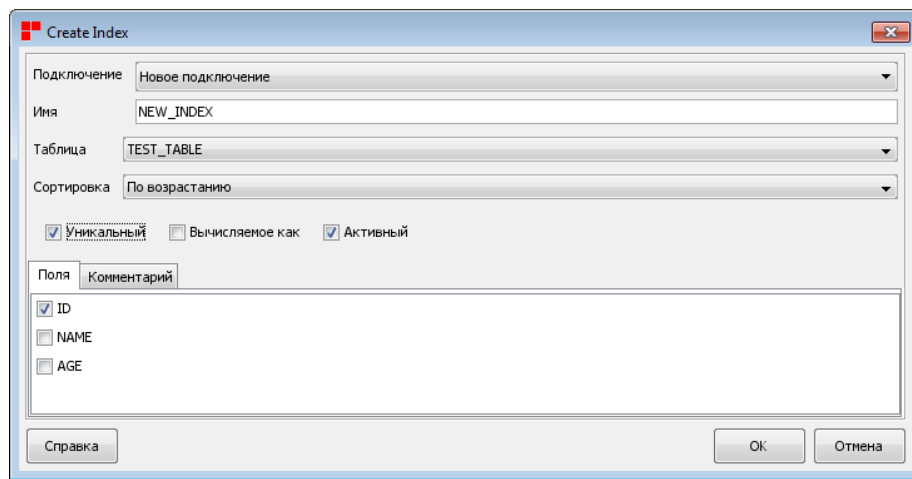 Create Index
Подключение Новое подключение
Имя NEW_INDEX
Таблица TEST_TABLE
Сортировка По возрастанию
Уникальный Вычисляемое как Активный
Поля Комментарий
ID
NAME
AGE
Справка OK Отмена